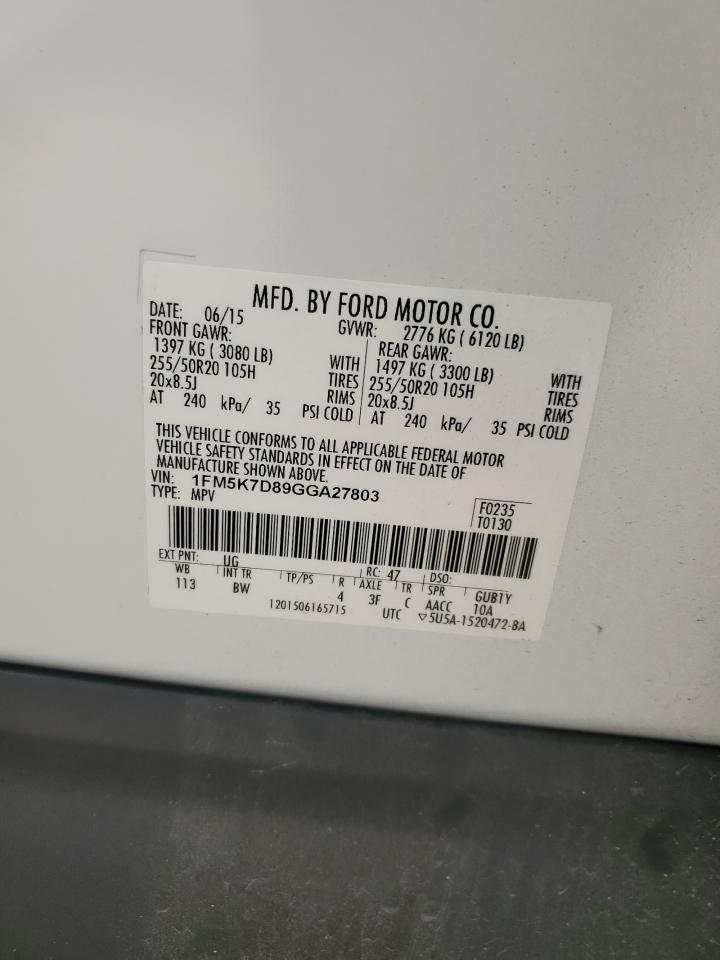 MFD. BY FORD MOTOR CO.
DATE: 06/15 GVWR: 2776 KG ( 6120 LB)
FRONT GAWR: REAR GAWR:
1397 KG ( 3080 LB) WITH 1497 KG ( 3300 LB) WITH
255/50R20 105H TIRES 255/50R20 105H TIRES
20x8.5J RIMS 20x8.5J RIMS
AT 240 kPa/ 35 PSI COLD AT 240 kPa/ 35 PSI COLD
THIS VEHICLE CONFORMS TO ALL APPLICABLE FEDERAL MOTOR
VEHICLE SAFETY STANDARDS IN EFFECT ON THE DATE OF
MANUFACTURE SHOWN ABOVE.
VIN: 1FM5K7D89GGA27803
TYPE: MPV
F0235
T0130
EXT PNT: UG RC: 47 DSO:
WB INT TR TP/PS R AXLE TR SPR GUB1Y
113 BW 4 3F C AACC 10A
1201506165715 UTC ▽5U5A-1520472-BA